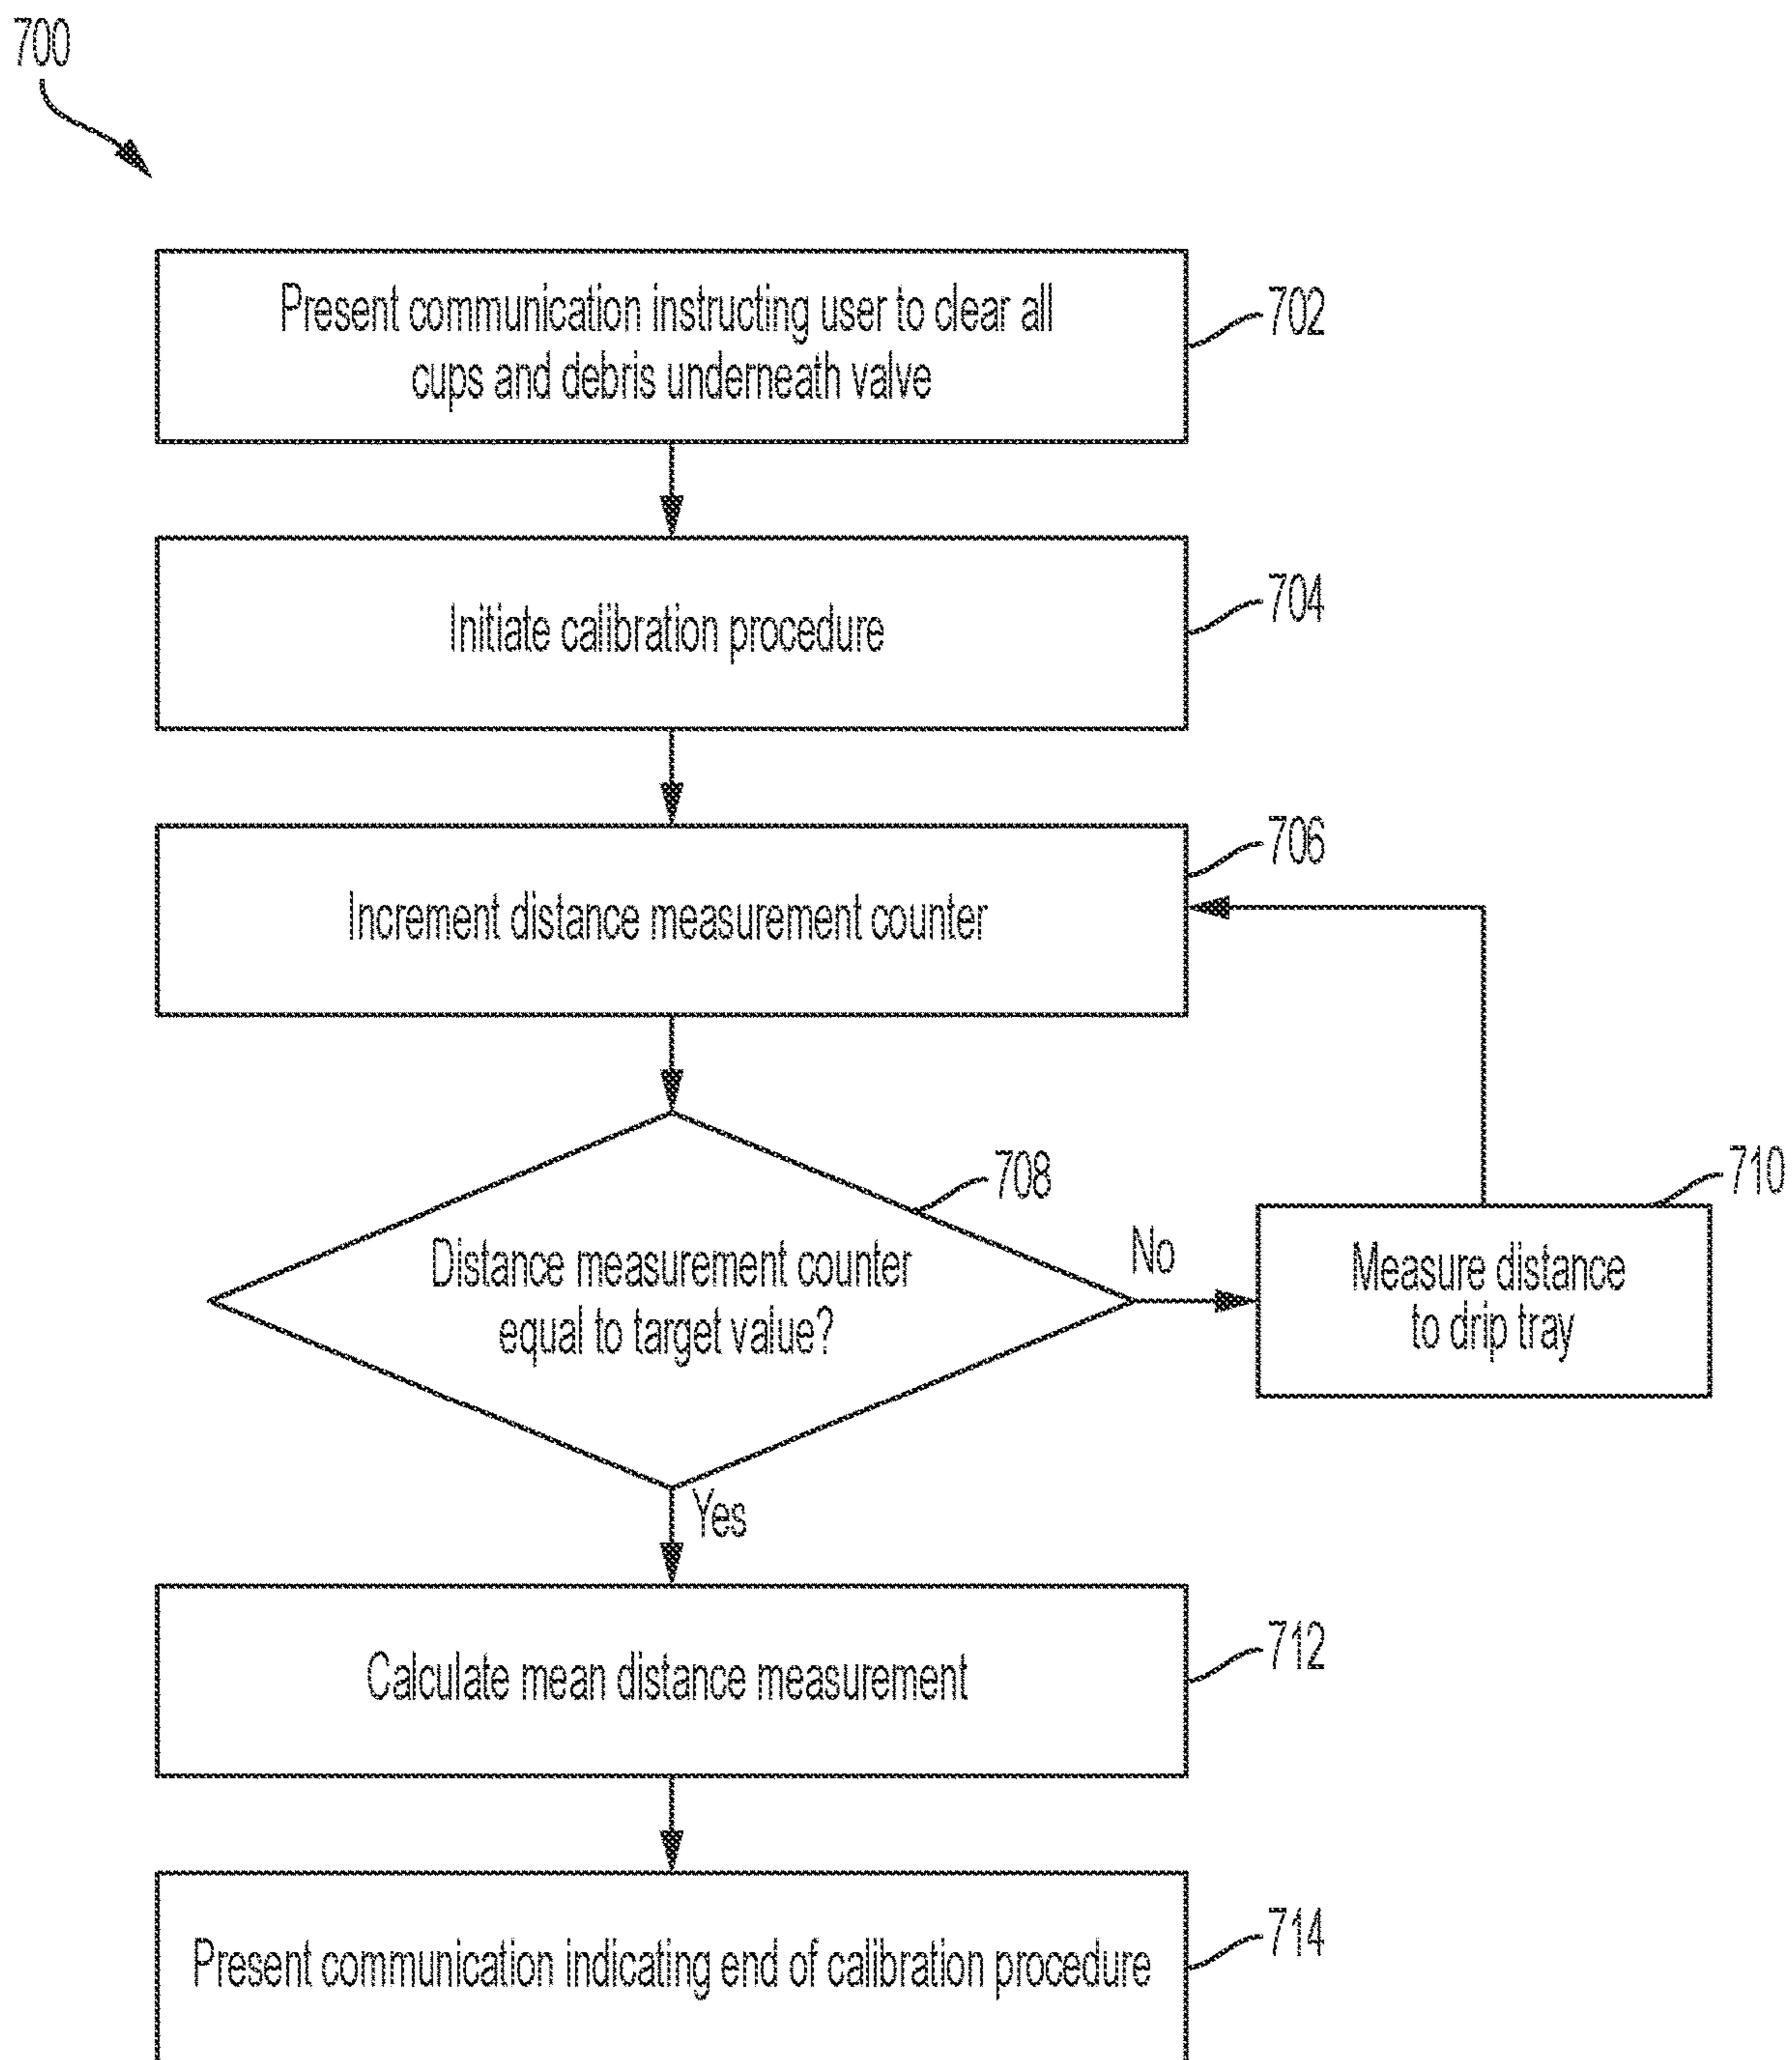 700
Present communication instructing user to clear all
cups and debris underneath valve
702
Initiate calibration procedure
704
Increment distance measurement counter
706
Distance measurement counter
equal to target value?
708
No
Measure distance
to drip tray
710
Yes
Calculate mean distance measurement
712
Present communication indicating end of calibration procedure
714